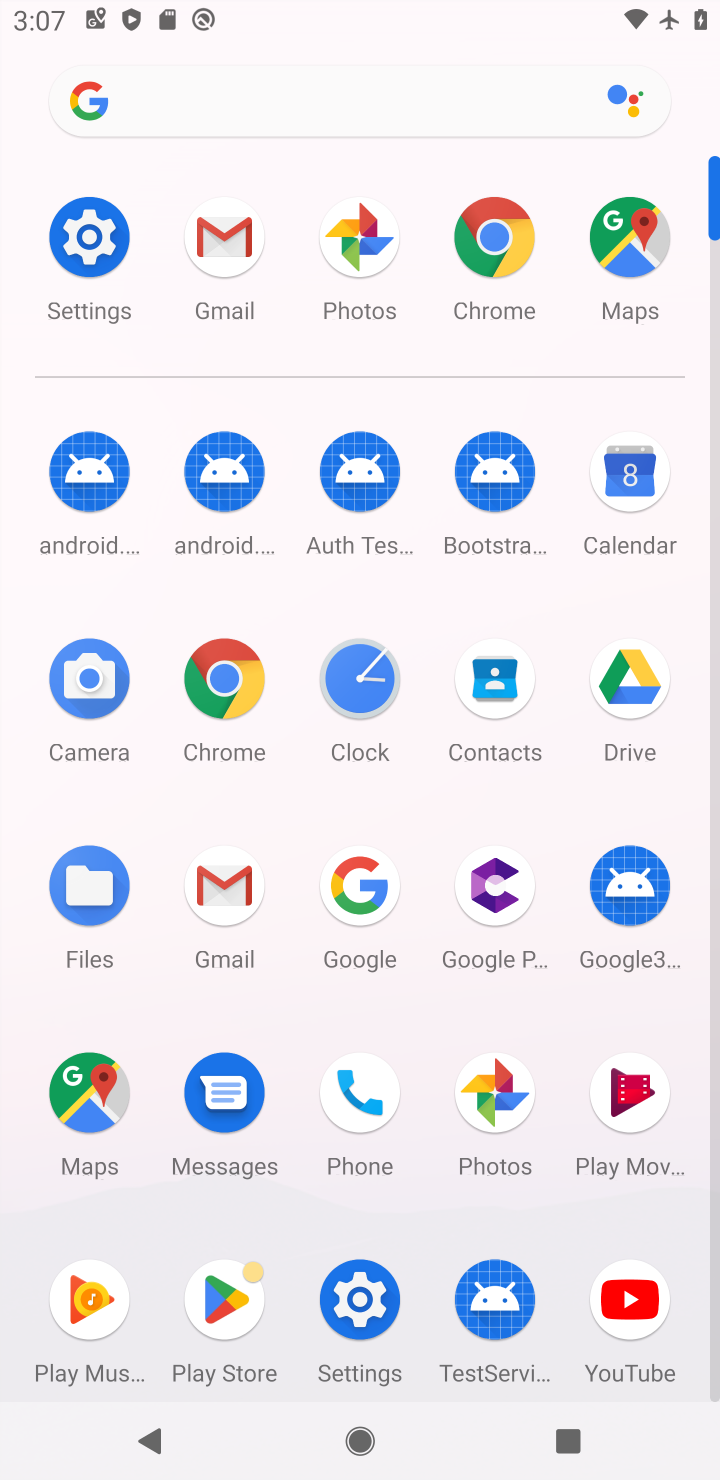 3:07
Settings Gmail Photos Chrome Maps
android.... android.... Auth Tes... Bootstra... Calendar
8
Camera Chrome Clock Contacts Drive
Files Gmail Google Google P... Google3...
Maps Messages Phone Photos Play Mov...
Play Mus... Play Store Settings TestServi... YouTube